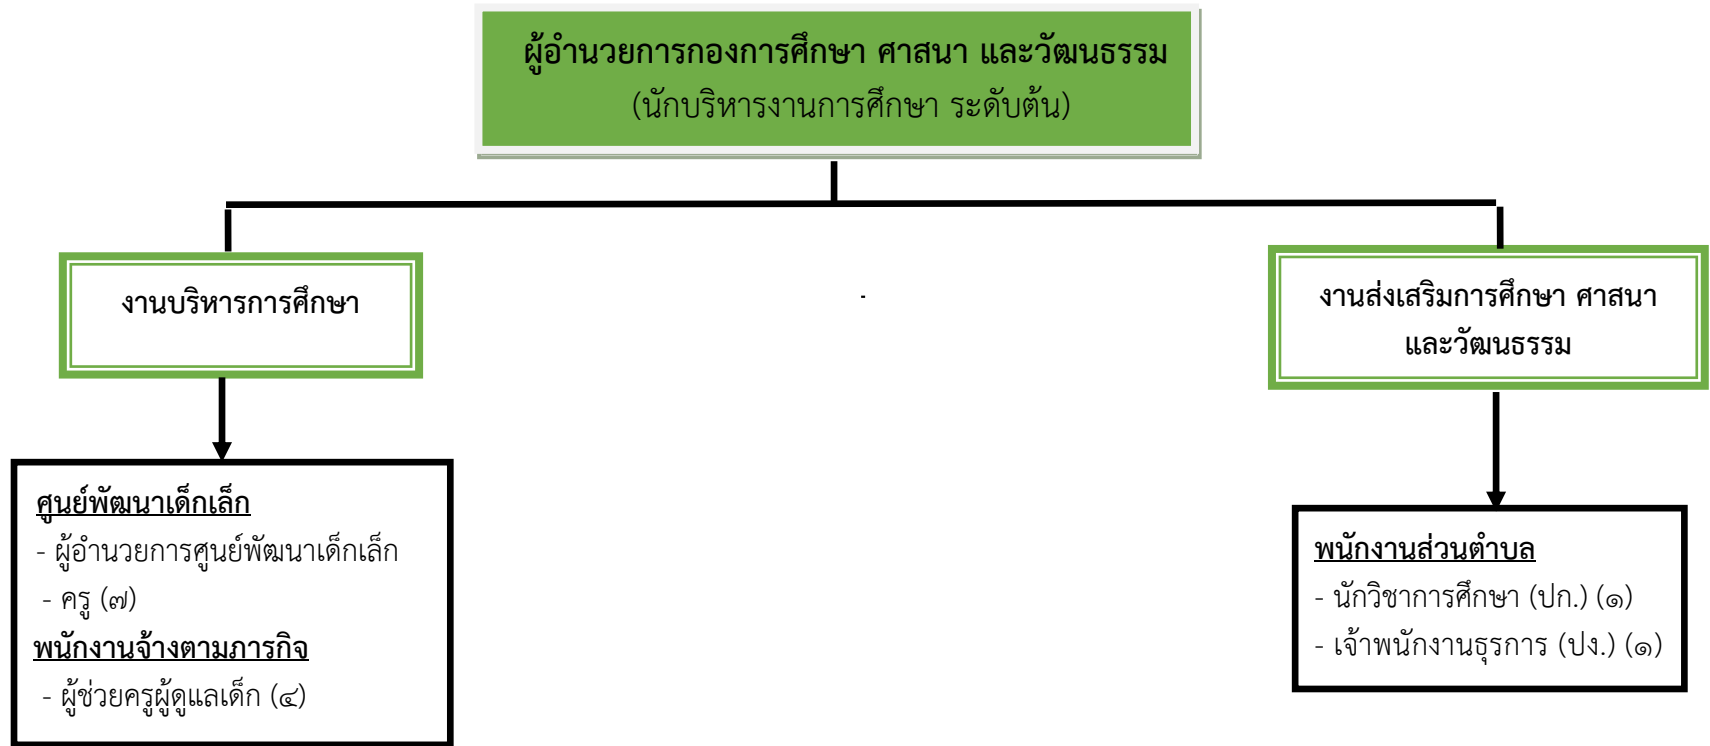 ผู้อำนวยการกองการศึกษา ศาสนา และวัฒนธรรม
(นักบริหารงานการศึกษา ระดับต้น)
งานบริหารการศึกษา
-
งานส่งเสริมการศึกษา ศาสนา
และวัฒนธรรม
ศูนย์พัฒนาเด็กเล็ก
- ผู้อำนวยการศูนย์พัฒนาเด็กเล็ก
- ครู (๗)
พนักงานจ้างตามภารกิจ
- ผู้ช่วยครูผู้ดูแลเด็ก (๔)
พนักงานส่วนตำบล
- นักวิชาการศึกษา (ปก.) (๑)
- เจ้าพนักงานธุรการ (ปง.) (๑)